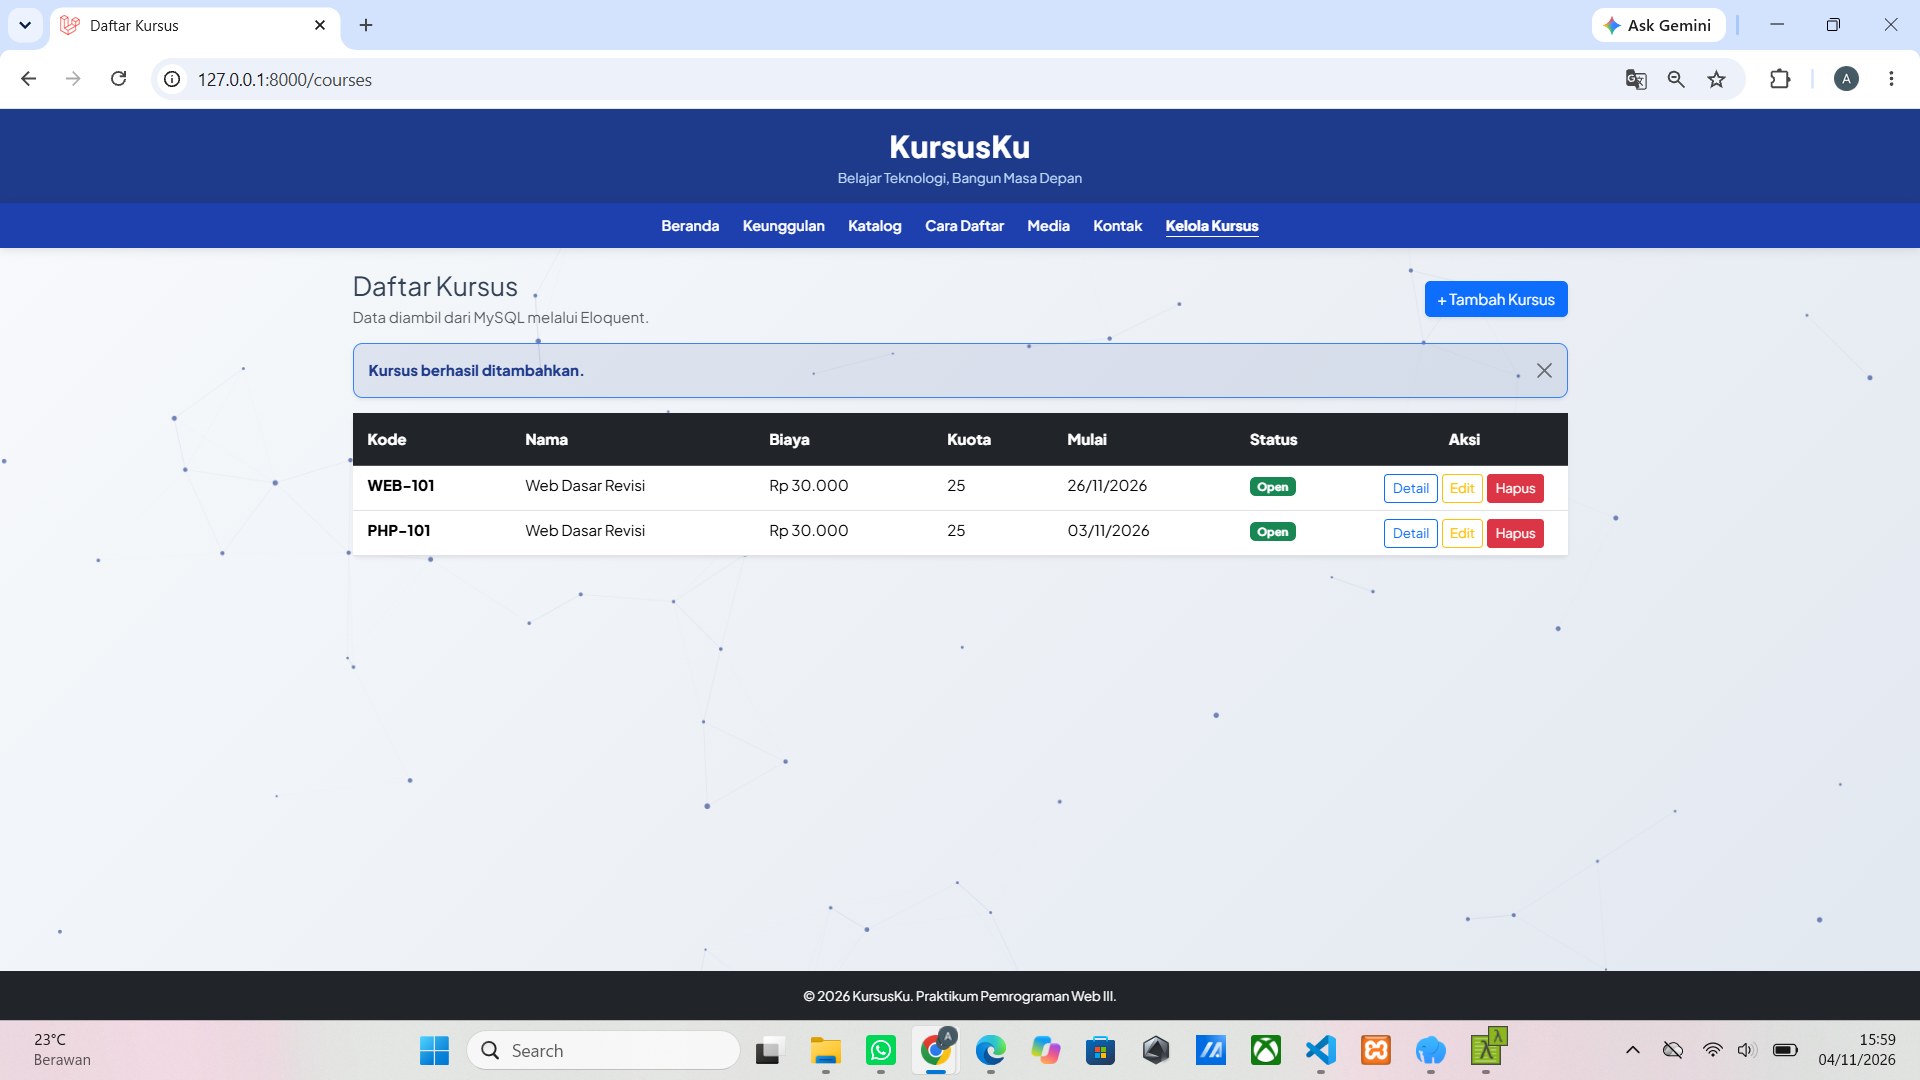 Daftar Kursus
Ask Gemini
127.0.0.1:8000/courses
A
KursusKu
Belajar Teknologi, Bangun Masa Depan
Beranda Keunggulan Katalog Cara Daftar Media Kontak Kelola Kursus
Daftar Kursus
+ Tambah Kursus
Data diambil dari MySQL melalui Eloquent.
Kursus berhasil ditambahkan.
Kode Nama Biaya Kuota Mulai Status Aksi
WEB-101 Web Dasar Revisi Rp 30.000 25 26/11/2026 Open Detail Edit Hapus
PHP-101 Web Dasar Revisi Rp 30.000 25 03/11/2026 Open Detail Edit Hapus
© 2026 KursusKu. Praktikum Pemrograman Web III.
23°C
Berawan
Search
A
15:59
04/11/2026